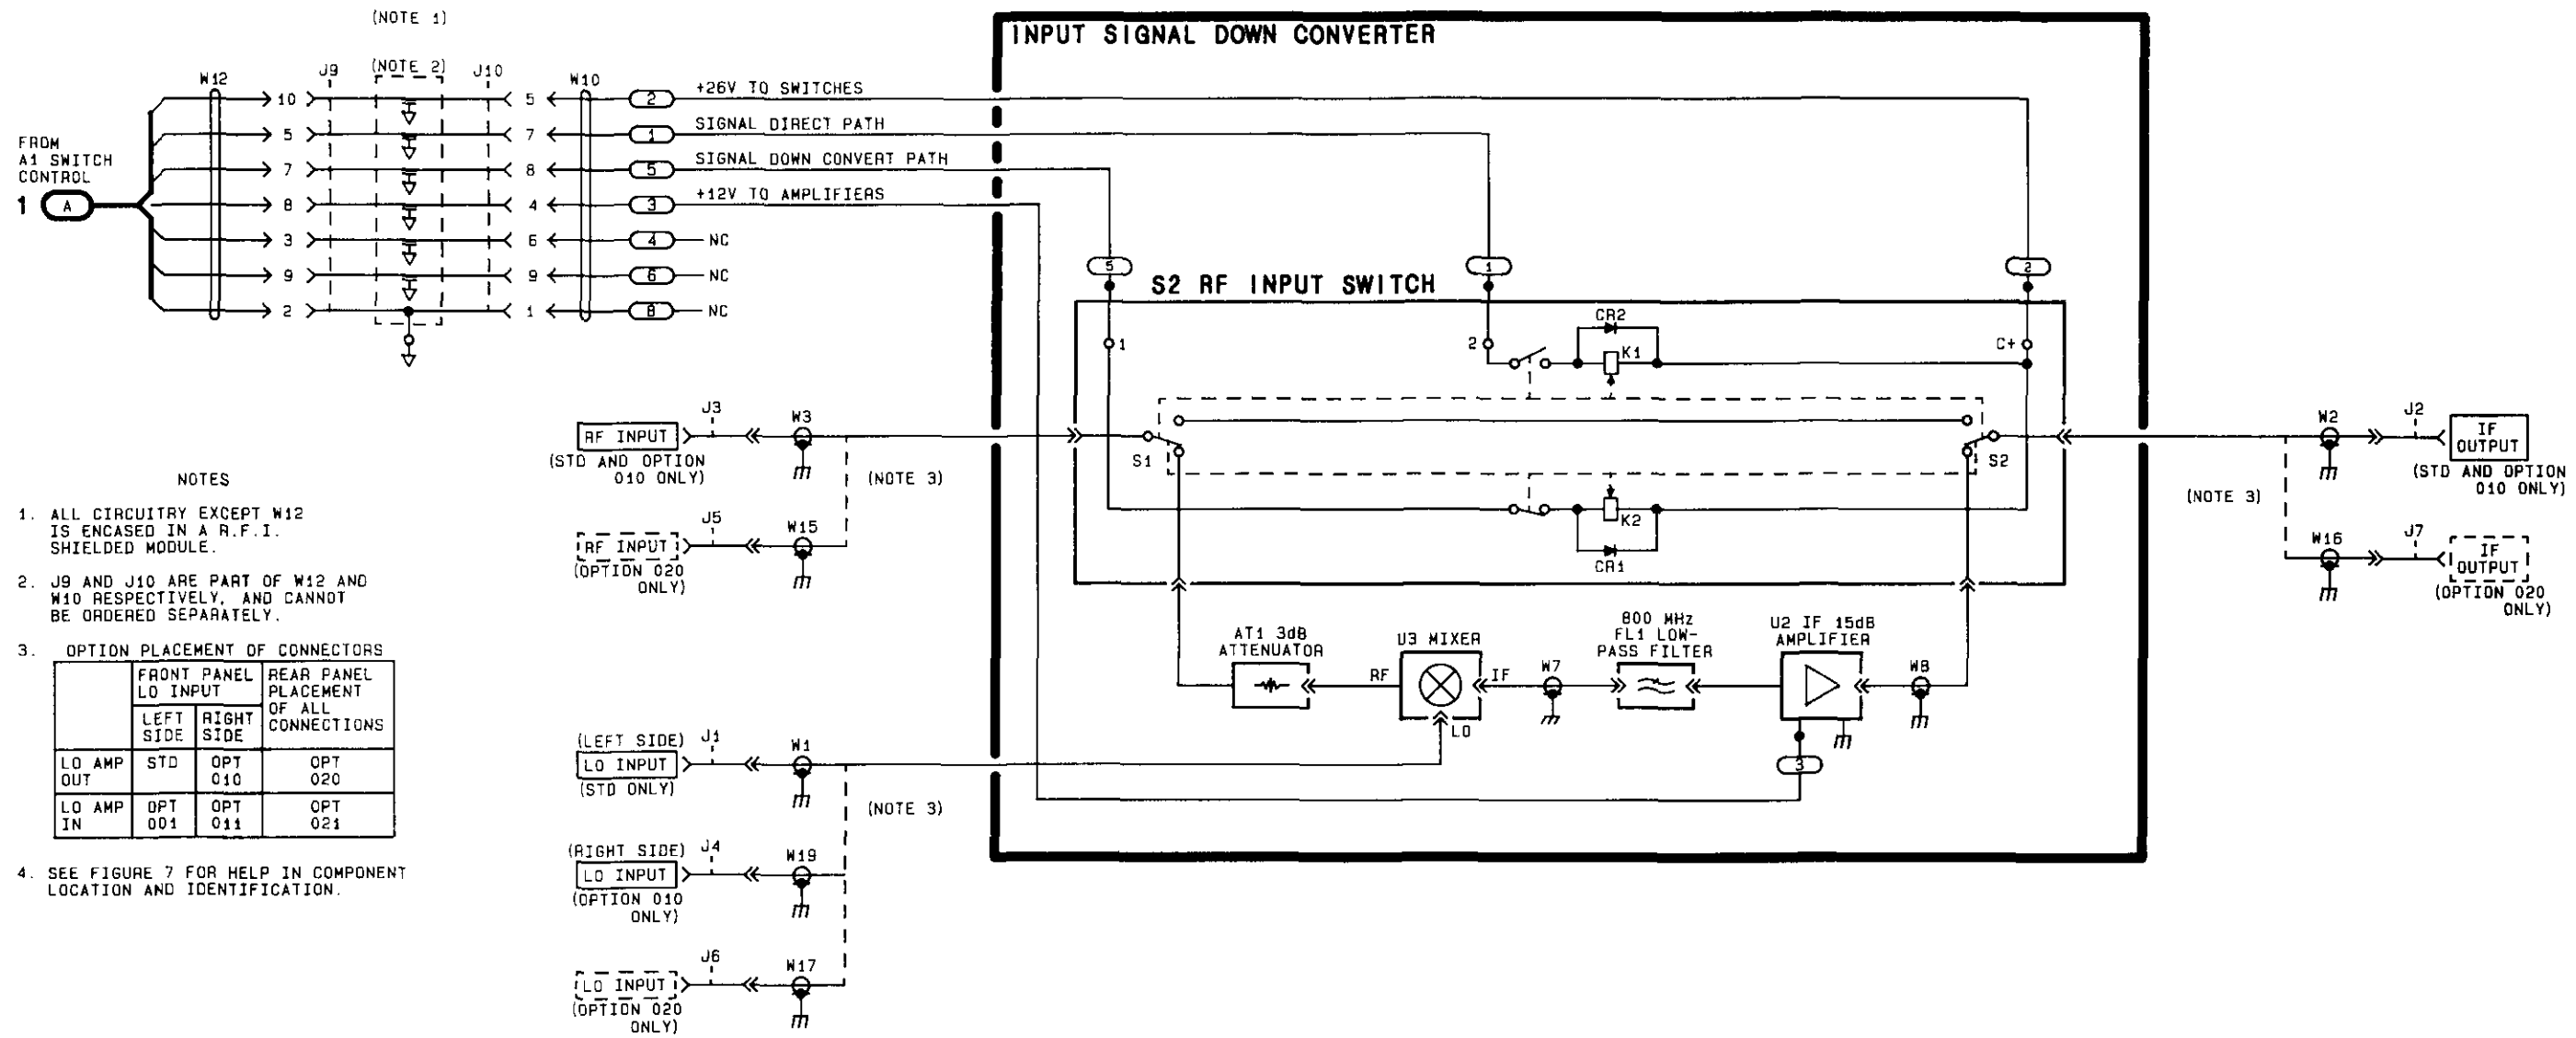 (NOTE 1)
INPUT SIGNAL DOWN CONVERTER
W12
J9
(NOTE 2)
J10
W10
10
5
2
+26V TO SWITCHES
5
7
1
SIGNAL DIRECT PATH
FROM
A1 SWITCH
CONTROL
7
8
5
SIGNAL DOWN CONVERT PATH
1
A
8
4
3
+12V TO AMPLIFIERS
3
6
4
NC
9
9
6
NC
2
1
8
NC
5
1
2
S2 RF INPUT SWITCH
CR2
1
2
K1
C+
J3
W3
RF INPUT
(STD AND OPTION
010 ONLY)
(NOTE 3)
S1
S2
K2
CR1
W2
J2
IF
OUTPUT
(STD AND OPTION
010 ONLY)
(NOTE 3)
J5
W15
RF INPUT
(OPTION 020
ONLY)
W16
J7
IF
OUTPUT
(OPTION 020
ONLY)
NOTES
1. ALL CIRCUITRY EXCEPT W12
IS ENCASED IN A R.F.I.
SHIELDED MODULE.
2. J9 AND J10 ARE PART OF W12 AND
W10 RESPECTIVELY, AND CANNOT
BE ORDERED SEPARATELY.
3. OPTION PLACEMENT OF CONNECTORS
FRONT PANEL
LO INPUT
REAR PANEL
PLACEMENT
OF ALL
CONNECTIONS
LEFT
SIDE
RIGHT
SIDE
LO AMP
OUT
STD
OPT
010
OPT
020
LO AMP
IN
OPT
001
OPT
011
OPT
021
4. SEE FIGURE 7 FOR HELP IN COMPONENT
LOCATION AND IDENTIFICATION.
AT1 3dB
ATTENUATOR
U3 MIXER
RF
IF
LO
W7
800 MHz
FL1 LOW-
PASS FILTER
U2 IF 15dB
AMPLIFIER
W8
3
(LEFT SIDE)
J1
W1
LO INPUT
(STD ONLY)
(NOTE 3)
(RIGHT SIDE)
J4
W19
LO INPUT
(OPTION 010
ONLY)
J6
W17
LO INPUT
(OPTION 020
ONLY)